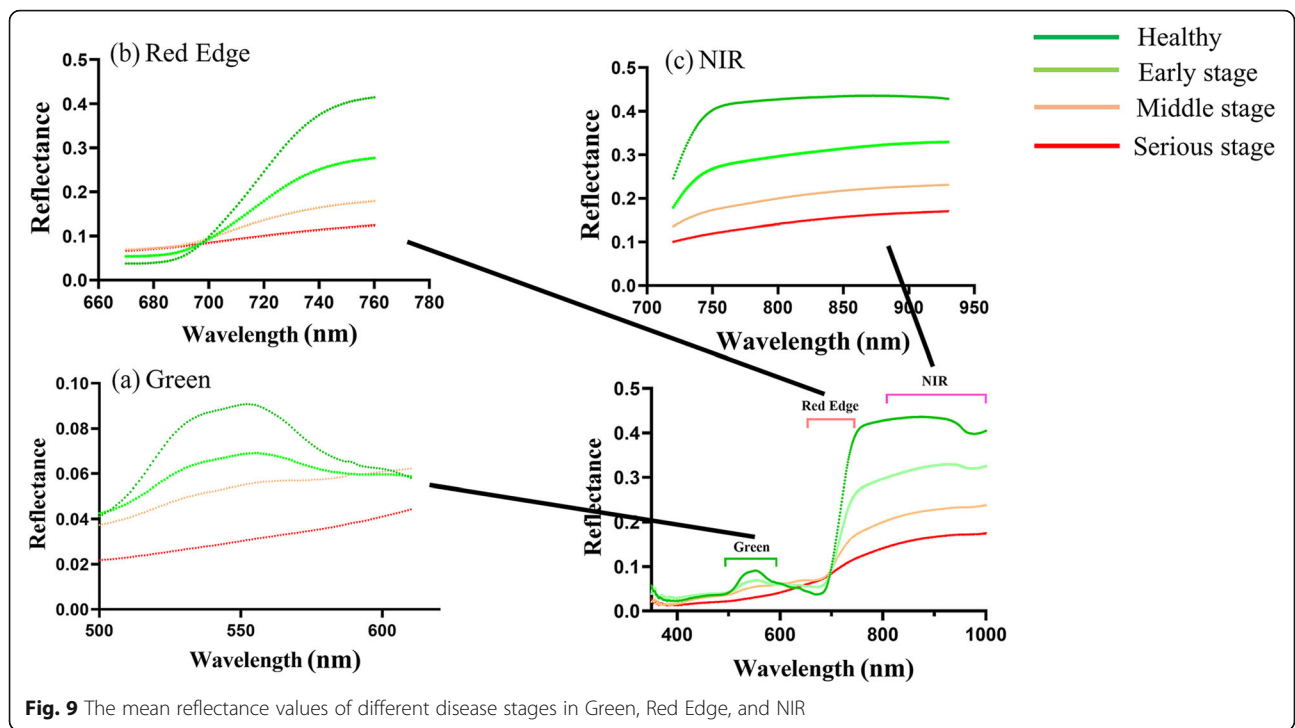 (b) Red Edge
0.5
0.4
0.3
0.2
0.1
0.0
Reflectance
660 680 700 720 740 760 780
Wavelength (nm)
(c) NIR
0.5
0.4
0.3
0.2
0.1
0.0
Reflectance
700 750 800 850 900 950
Wavelength (nm)
Healthy
Early stage
Middle stage
Serious stage
(a) Green
0.10
0.08
0.06
0.04
0.02
0.00
Reflectance
500 550 600
Wavelength (nm)
NIR
Red Edge
Green
0.5
0.4
0.3
0.2
0.1
0.0
Reflectance
400 600 800 1000
Wavelength (nm)
Fig. 9 The mean reflectance values of different disease stages in Green, Red Edge, and NIR